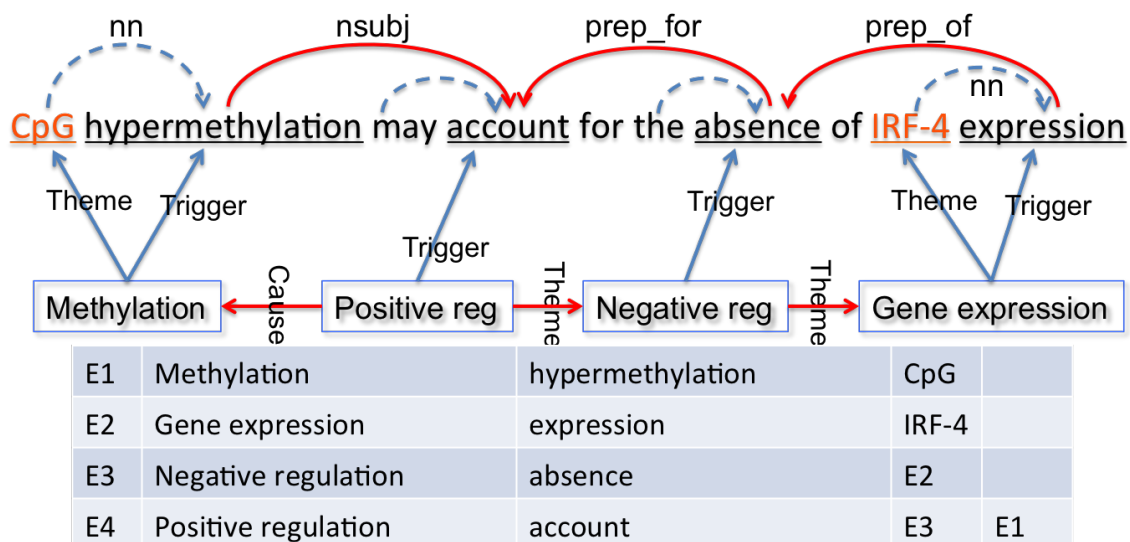 nn nsubj prep_for prep_of
nn
CpG hypermethylation may account for the absence of IRF-4 expression
Theme Trigger Trigger Trigger Theme Trigger
Cause Theme Theme
Methylation Positive reg Negative reg Gene expression
E1 Methylation hypermethylation CpG
E2 Gene expression expression IRF-4
E3 Negative regulation absence E2
E4 Positive regulation account E3 E1